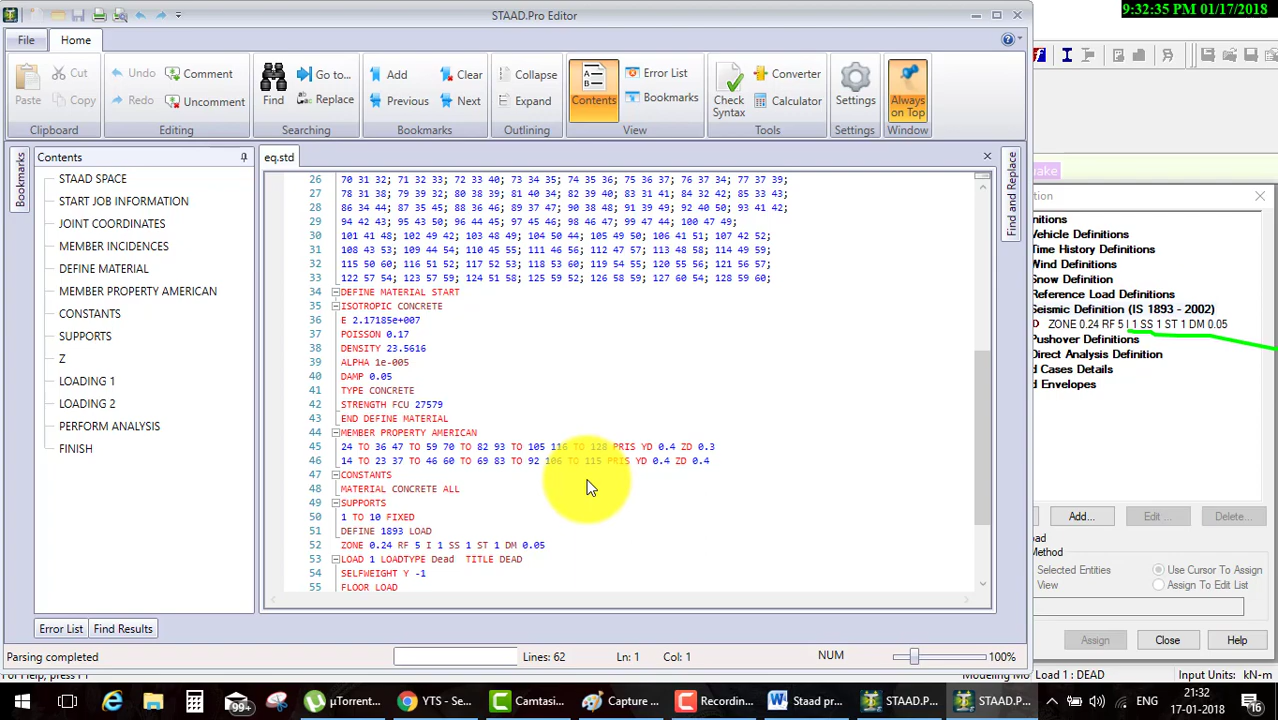 STAAD.Pro Editor
9:32:35 PM 01/17/2018
File
Home
Paste
Cut
Copy
Clipboard
Undo
Redo
Comment
Uncomment
Editing
Find
Go to...
Replace
Searching
Add
Previous
Clear
Next
Bookmarks
Collapse
Expand
Outlining
Contents
Error List
Bookmarks
View
Check Syntax
Converter
Calculator
Tools
Settings
Settings
Always on Top
Window
Bookmarks
Contents
STAAD SPACE
START JOB INFORMATION
JOINT COORDINATES
MEMBER INCIDENCES
DEFINE MATERIAL
MEMBER PROPERTY AMERICAN
CONSTANTS
SUPPORTS
Z
LOADING 1
LOADING 2
PERFORM ANALYSIS
FINISH
eq.std
26 70 31 32; 71 32 33; 72 33 40; 73 34 35; 74 35 36; 75 36 37; 76 37 34; 77 37 39;
27 78 31 38; 79 39 32; 80 38 39; 81 40 34; 82 39 40; 83 31 41; 84 32 42; 85 33 43;
28 86 34 44; 87 35 45; 88 36 46; 89 37 47; 90 38 48; 91 39 49; 92 40 50; 93 41 42;
29 94 42 43; 95 43 50; 96 44 45; 97 45 46; 98 46 47; 99 47 44; 100 47 49;
30 101 41 48; 102 49 42; 103 48 49; 104 50 44; 105 49 50; 106 41 51; 107 42 52;
31 108 43 53; 109 44 54; 110 45 55; 111 46 56; 112 47 57; 113 48 58; 114 49 59;
32 115 50 60; 116 51 52; 117 52 53; 118 53 60; 119 54 55; 120 55 56; 121 56 57;
33 122 57 54; 123 57 59; 124 51 58; 125 59 52; 126 58 59; 127 60 54; 128 59 60;
34 DEFINE MATERIAL START
35 ISOTROPIC CONCRETE
36 E 2.17185e+007
37 POISSON 0.17
38 DENSITY 23.5616
39 ALPHA 1e-005
40 DAMP 0.05
41 TYPE CONCRETE
42 STRENGTH FCU 27579
43 END DEFINE MATERIAL
44 MEMBER PROPERTY AMERICAN
45 24 TO 36 47 TO 59 70 TO 82 93 TO 105 116 TO 128 PRIS YD 0.4 ZD 0.3
46 14 TO 23 37 TO 46 60 TO 69 83 TO 92 106 TO 115 PRIS YD 0.4 ZD 0.4
47 CONSTANTS
48 MATERIAL CONCRETE ALL
49 SUPPORTS
50 1 TO 10 FIXED
51 DEFINE 1893 LOAD
52 ZONE 0.24 RF 5 I 1 SS 1 ST 1 DM 0.05
53 LOAD 1 LOADTYPE Dead TITLE DEAD
54 SELFWEIGHT Y -1
55 FLOOR LOAD
Find and Replace
Error List
Find Results
Parsing completed
Lines: 62
Ln: 1
Col: 1
NUM
100%
ake
tion
nitions
Vehicle Definitions
Time History Definitions
Wind Definitions
Snow Definition
Reference Load Definitions
Seismic Definition (IS 1893 - 2002)
D ZONE 0.24 RF 5 I 1 SS 1 ST 1 DM 0.05
Pushover Definitions
Direct Analysis Definition
d Cases Details
d Envelopes
Add...
Edit ...
Delete...
oad
Method
Selected Entities
Use Cursor To Assign
View
Assign To Edit List
Assign
Close
Help
For Help, press F1
Modeling Mo
Load 1 : DEAD
Input Units: kN-m
99+
µTorrent...
YTS - Se...
Camtasi...
Capture ...
Recording...
Staad pro...
STAAD.P...
STAAD.P...
ENG
21:32
17-01-2018
16